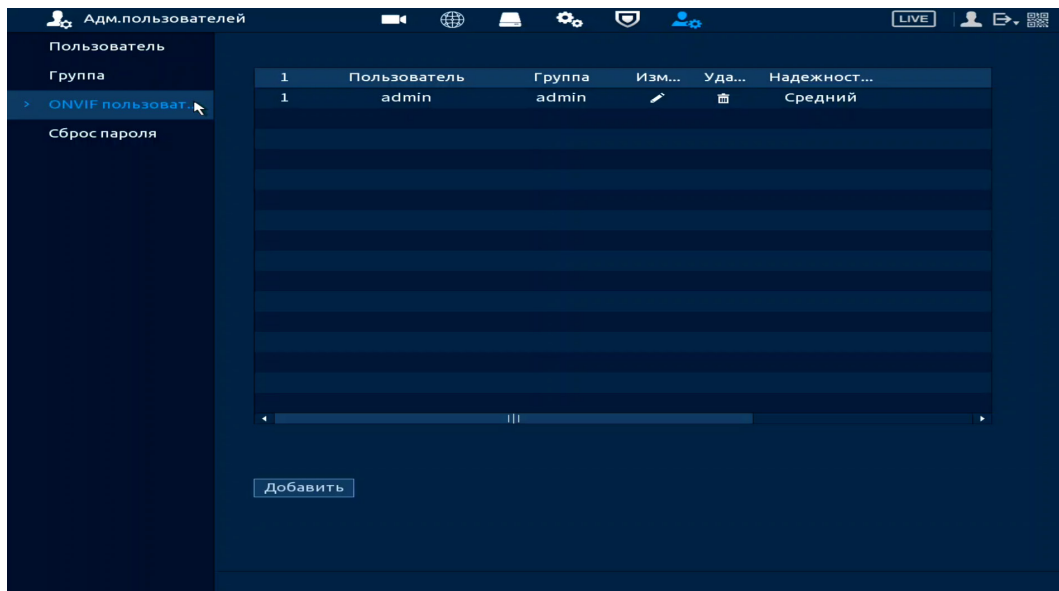 Адм.пользователей LIVE
Пользователь
Группа
ONVIF пользоват..
Сброс пароля
1 Пользователь Группа Изм... Уда... Надежност...
1 admin admin Средний
Добавить